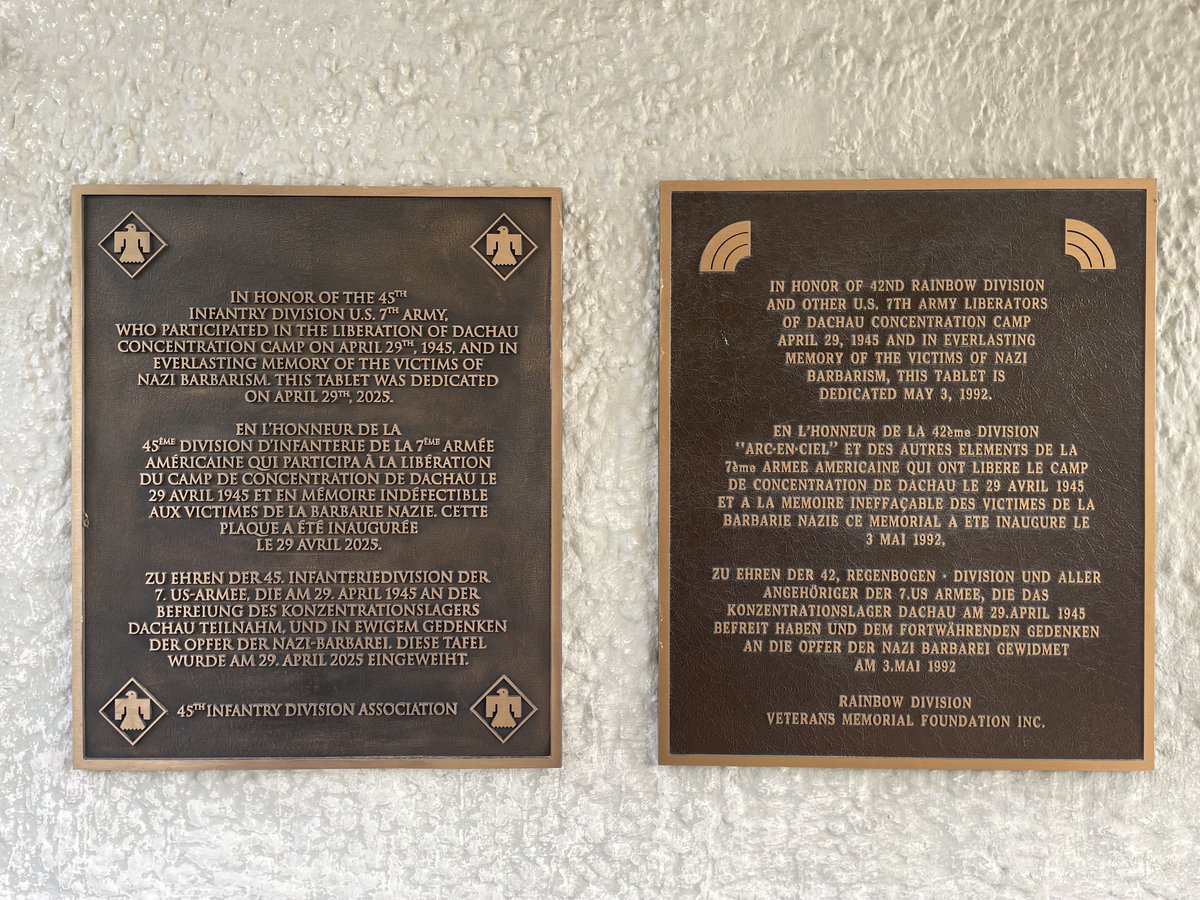 IN HONOR OF THE 45TH
INFANTRY DIVISION U.S. 7TH ARMY,
WHO PARTICIPATED IN THE LIBERATION OF DACHAU
CONCENTRATION CAMP ON APRIL 29TH, 1945, AND IN
EVERLASTING MEMORY OF THE VICTIMS OF
NAZI BARBARISM. THIS TABLET WAS DEDICATED
ON APRIL 29TH, 2025.
EN L'HONNEUR DE LA
45ÈME DIVISION D'INFANTERIE DE LA 7ÈME ARMÉE
AMÉRICAINE QUI PARTICIPA À LA LIBÉRATION
DU CAMP DE CONCENTRATION DE DACHAU LE
29 AVRIL 1945 ET EN MÉMOIRE INDÉFECTIBLE
AUX VICTIMES DE LA BARBARIE NAZIE. CETTE
PLAQUE A ÉTÉ INAUGURÉE
LE 29 AVRIL 2025.
ZU EHREN DER 45. INFANTERIEDIVISION DER
7. US-ARMEE, DIE AM 29. APRIL 1945 AN DER
BEFREIUNG DES KONZENTRATIONSLAGERS
DACHAU TEILNAHM, UND IN EWIGEM GEDENKEN
DER OPFER DER NAZI-BARBAREI. DIESE TAFEL
WURDE AM 29. APRIL 2025 EINGEWEIHT.
45TH INFANTRY DIVISION ASSOCIATION
IN HONOR OF 42ND RAINBOW DIVISION
AND OTHER U.S. 7TH ARMY LIBERATORS
OF DACHAU CONCENTRATION CAMP
APRIL 29, 1945 AND IN EVERLASTING
MEMORY OF THE VICTIMS OF NAZI
BARBARISM, THIS TABLET IS
DEDICATED MAY 3, 1992.
EN L'HONNEUR DE LA 42ème DIVISION
"ARC-EN-CIEL" ET DES AUTRES ELEMENTS DE LA
7ème ARMEE AMERICAINE QUI ONT LIBERE LE CAMP
DE CONCENTRATION DE DACHAU LE 29 AVRIL 1945
ET A LA MEMOIRE INEFFAÇABLE DES VICTIMES DE LA
BARBARIE NAZIE CE MEMORIAL A ETE INAUGURE LE
3 MAI 1992,
ZU EHREN DER 42, REGENBOGEN - DIVISION UND ALLER
ANGEHÖRIGER DER 7.US ARMEE, DIE DAS
KONZENTRATIONSLAGER DACHAU AM 29.APRIL 1945
BEFREIT HABEN UND DEM FORTWÄHRENDEN GEDENKEN
AN DIE OPFER DER NAZI BARBAREI GEWIDMET
AM 3.MAI 1992
RAINBOW DIVISION
VETERANS MEMORIAL FOUNDATION INC.